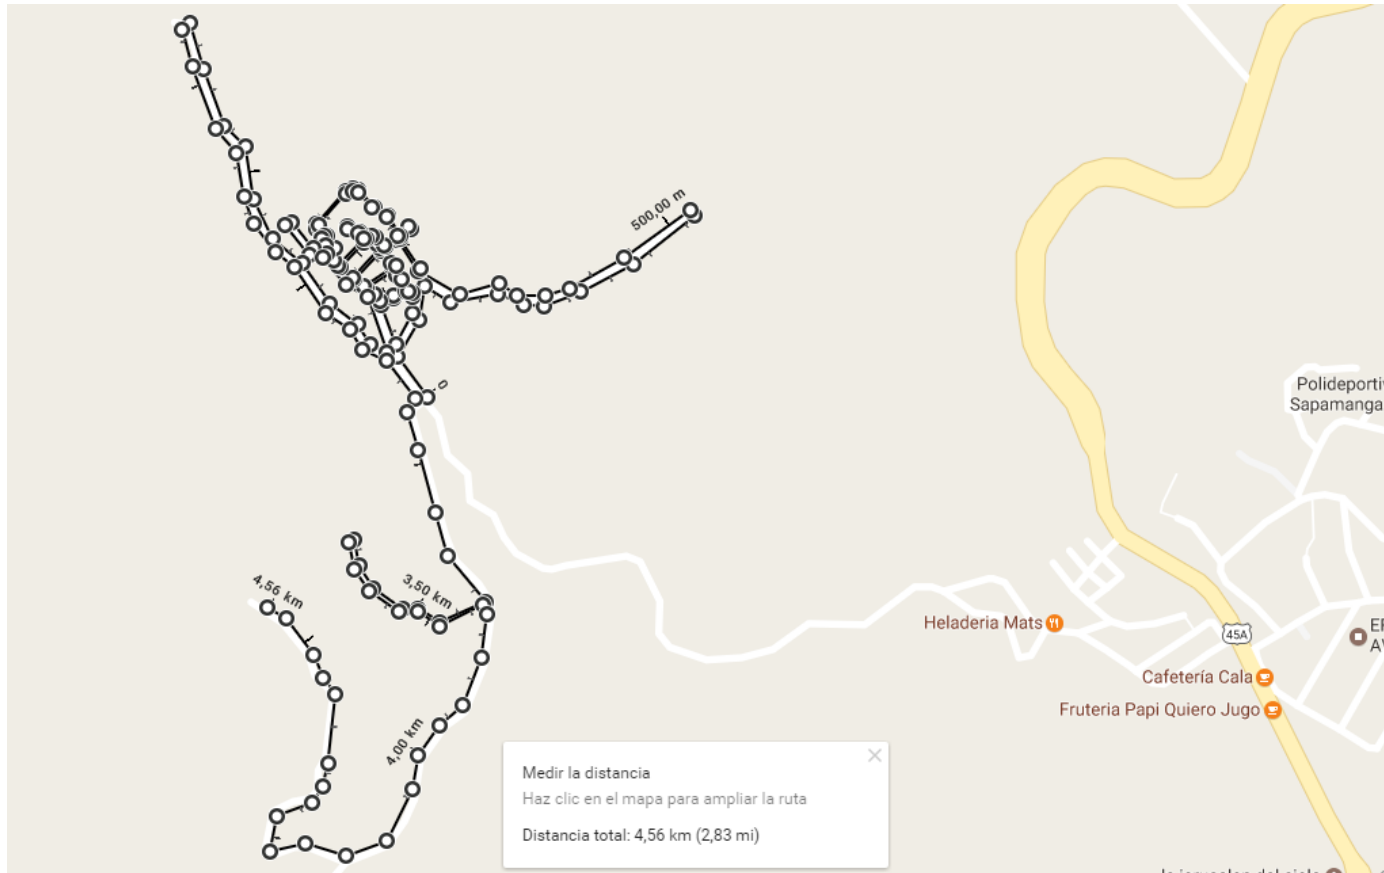 500,00 m
0
Polideporti
Sapamanga
3,50 km
4,56 km
Heladeria Mats
45A
EF
A
Cafetería Cala
Fruteria Papi Quiero Jugo
4,00 km
Medir la distancia
Haz clic en el mapa para ampliar la ruta
Distancia total: 4,56 km (2,83 mi)